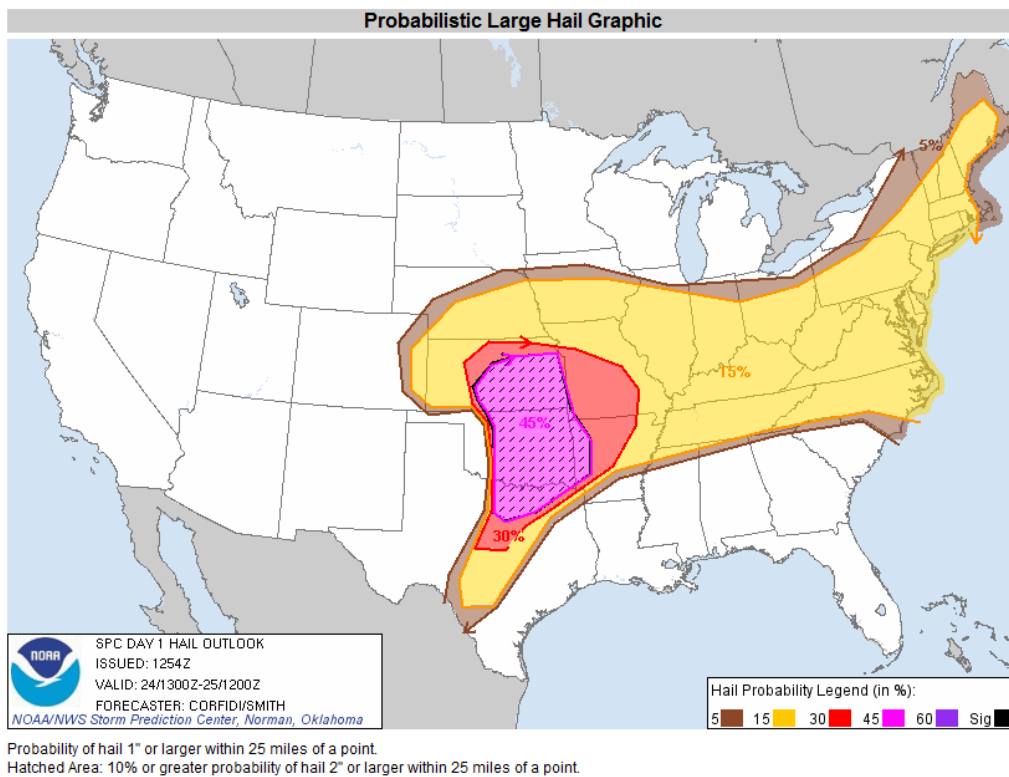 Probabilistic Large Hail Graphic
5%
15%
45%
30%
NOAA
SPC DAY 1 HAIL OUTLOOK
ISSUED: 1254Z
VALID: 24/1300Z-25/1200Z
FORECASTER: CORFIDI/SMITH
NOAA/NWS Storm Prediction Center, Norman, Oklahoma
Hail Probability Legend (in %):
5 15 30 45 60 Sig
Probability of hail 1" or larger within 25 miles of a point.
Hatched Area: 10% or greater probability of hail 2" or larger within 25 miles of a point.